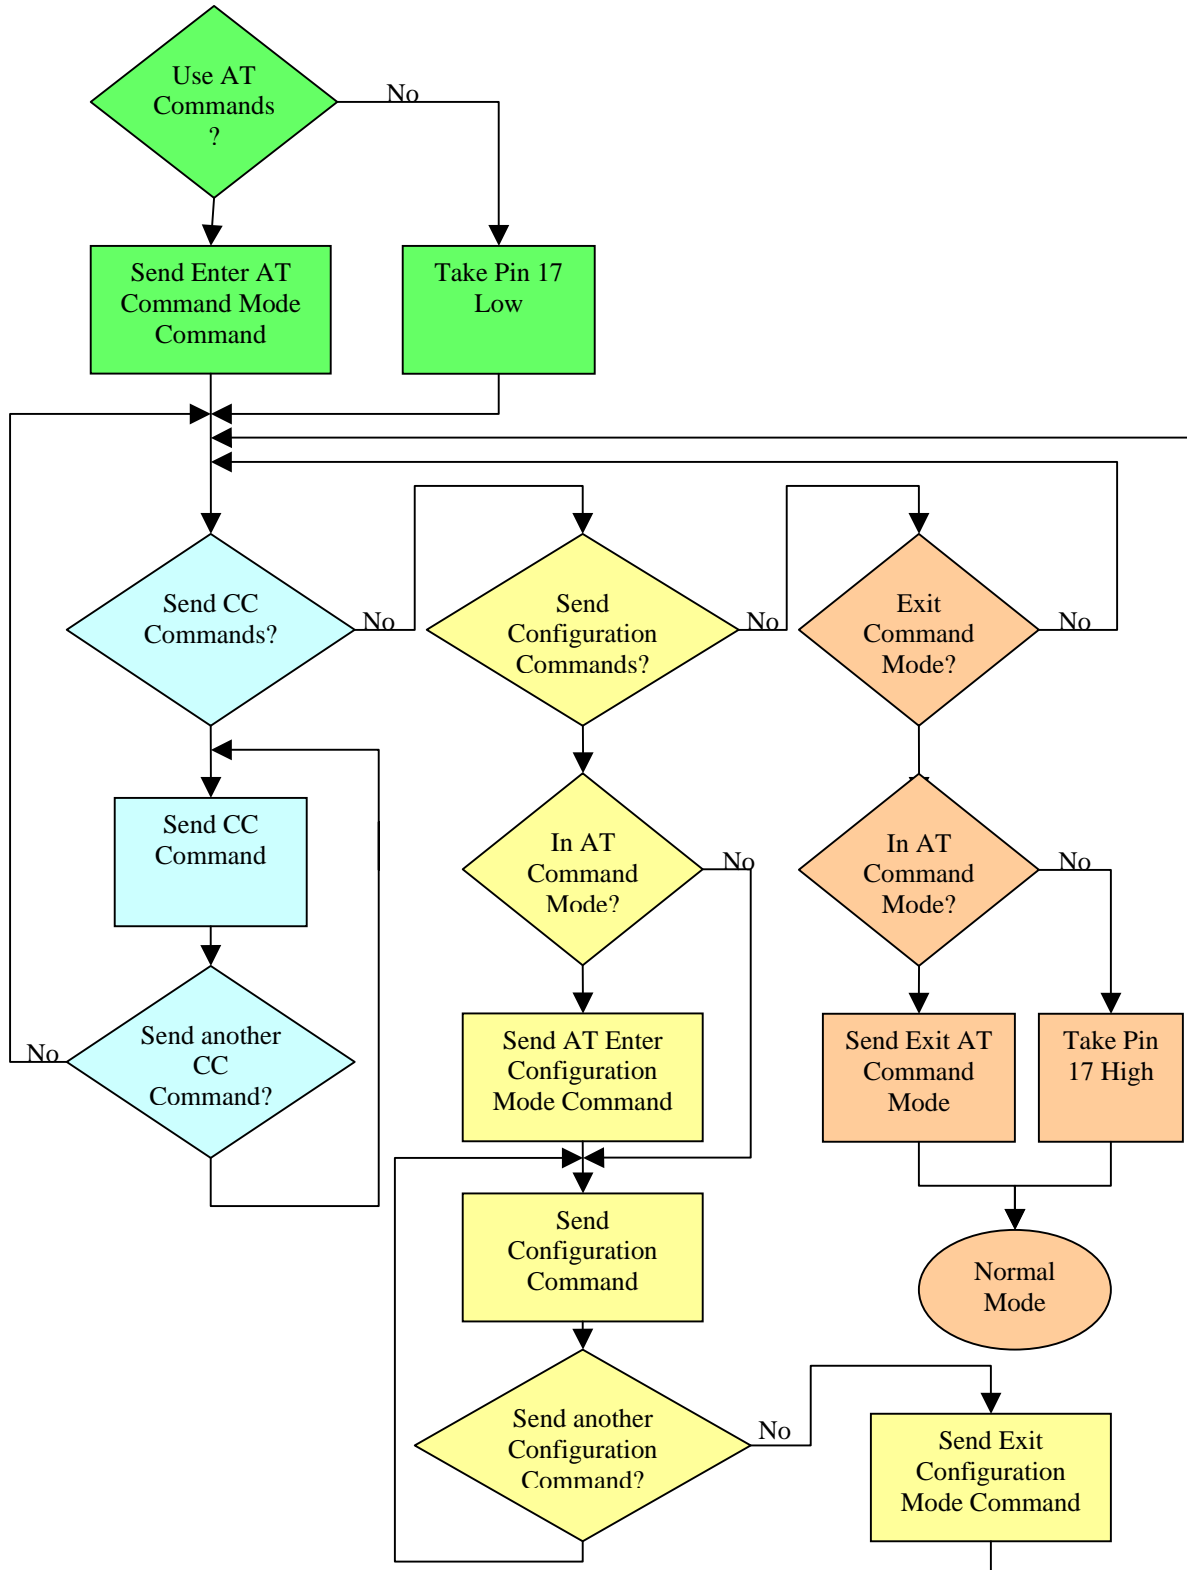 Use AT
Commands
?
No
Send Enter AT
Command Mode
Command
Take Pin 17
Low
Send CC
Commands?
No
Send
Configuration
Commands?
No
Exit
Command
Mode?
No
Send CC
Command
In AT
Command
Mode?
No
In AT
Command
Mode?
No
Send another
CC
Command?
No
Send AT Enter
Configuration
Mode Command
Send Exit AT
Command
Mode
Take Pin
17 High
Send
Configuration
Command
Normal
Mode
Send another
Configuration
Command?
No
Send Exit
Configuration
Mode Command